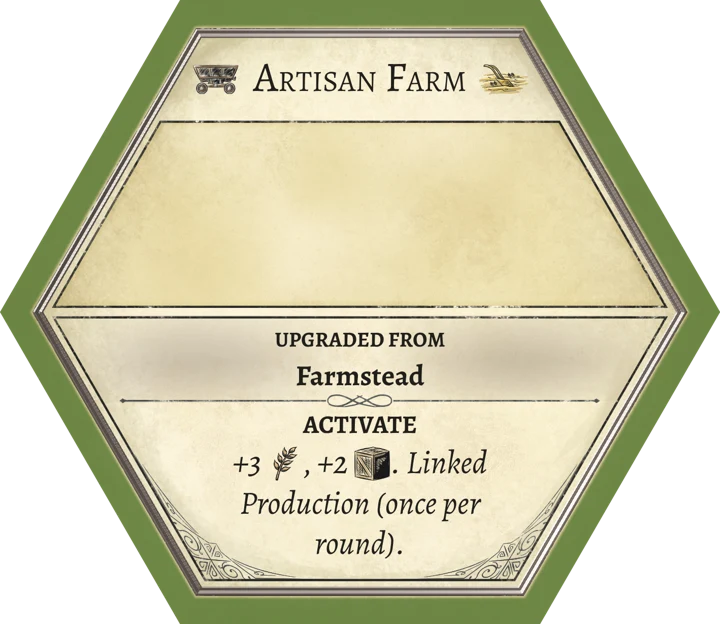 Artisan Farm
UPGRADED FROM
Farmstead
ACTIVATE
+3 , +2 . Linked
Production (once per
round).